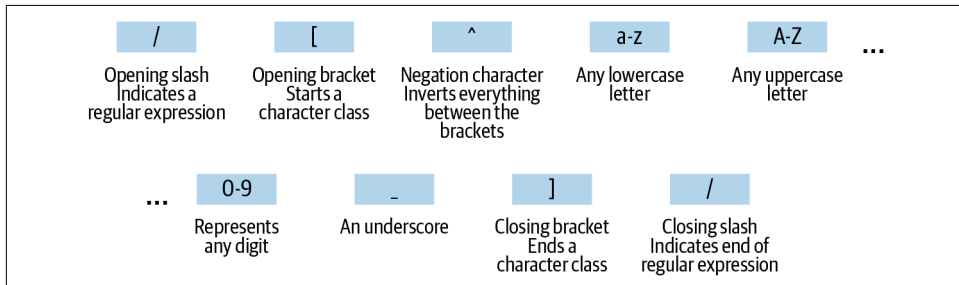 / [ ^ a-z A-Z ...
Opening slash Opening bracket Negation character Any lowercase Any uppercase
Indicates a Starts a Inverts everything letter letter
regular expression character class between the
brackets
... 0-9 _ ] /
Represents An underscore Closing bracket Closing slash
any digit Ends a Indicates end of
character class regular expression